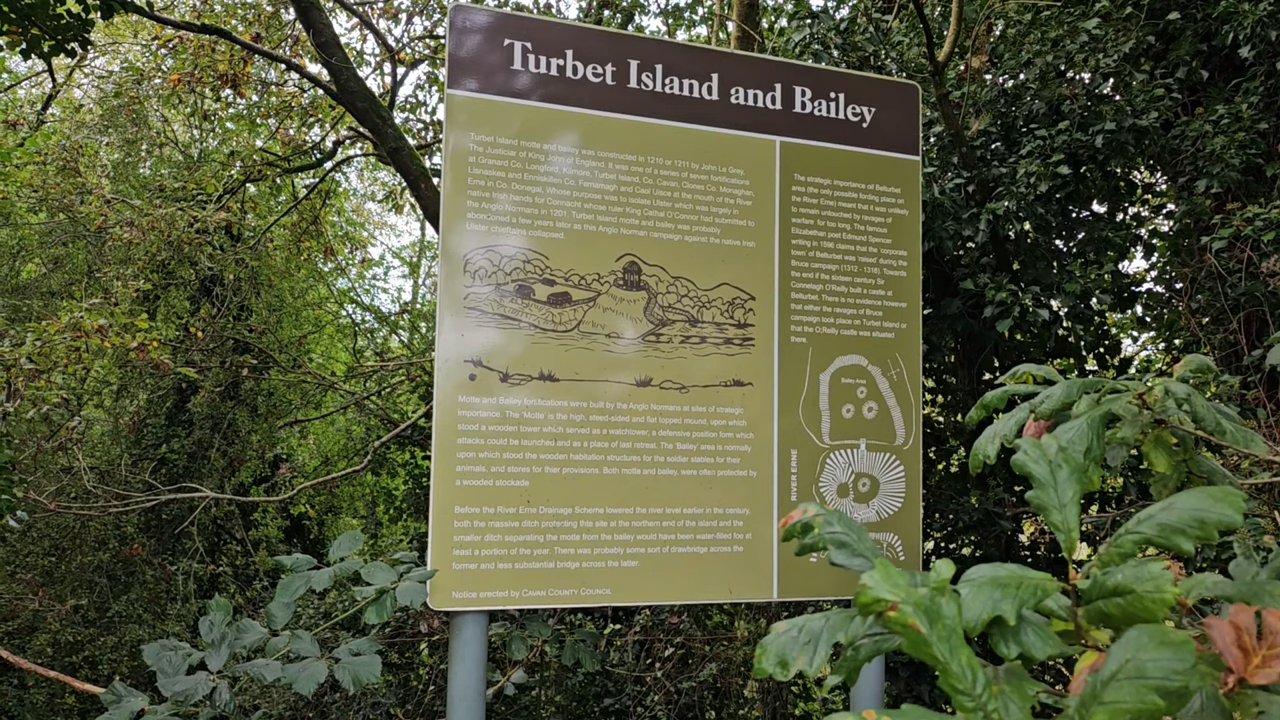 Turbet Island and Bailey
Turbet Island motte and bailey was constructed in 1210 or 1211 by John Le Grey,
The Justiciar of King John of England. It was one of a series of seven fortifications
at Granard Co, Longford, Kilmore, Turbet Island, Co, Cavan, Clones Co. Monaghan,
Lisnaskea and Enniskillen Co. Fernamagh and Caol Uisce at the mouth of the River
Erne in Co. Donegal, Whose purpose was to isolate Ulster which was largely in
native Irish hands for Connacht whose ruler King Cathal O'Connor had submitted to
the Anglo Normans in 1201. Turbet Island motte and bailey was probably
abondoned a few years later as this Anglo Norman campaign against the native Irish
Ulster chieftains collapsed.
Motte and Bailey fortifications were built by the Anglo Normans at sites of strategic
importance. The 'Motte' is the high, steed-sided and flat topped mound, upon which
stood a wooden tower which served as a watchtower, a defensive position form which
attacks could be launched and as a place of last retreat. The 'Bailey' area is normally
upon which stood the wooden habitation structures for the soldier stables for their
animals, and stores for thier provisions. Both motte and bailey, were often protected by
a wooded stockade
Before the River Erne Drainage Scheme lowered the river level earlier in the century,
both the massive ditch protecting this site at the northern end of the island and the
smaller ditch separating the motte from the bailey would have been water-filled foe at
least a portion of the year. There was probably some sort of drawbridge across the
former and less substantial bridge across the latter.
Notice erected by CAVAN COUNTY COUNCIL
The strategic importance of Belturbet
area (the only possible fording place on
the River Erne) meant that it was unlikely
to remain untouched by ravages of
warfare for too long. The famous
Elizabethan poet Edmund Spencer
writing in 1596 claims that the 'corporate
town' of Belturbet was 'raised' during the
Bruce campaign (1312 - 1318). Towards
the end if the sixteen century Sir
Connelagh O'Reilly built a castle at
Belturbet. There is no evidence however
that either the ravages of Bruce
campaign took place on Turbet Island or
that the O;Reilly castle was situated
there.
Bailey Area
RIVER ERNE